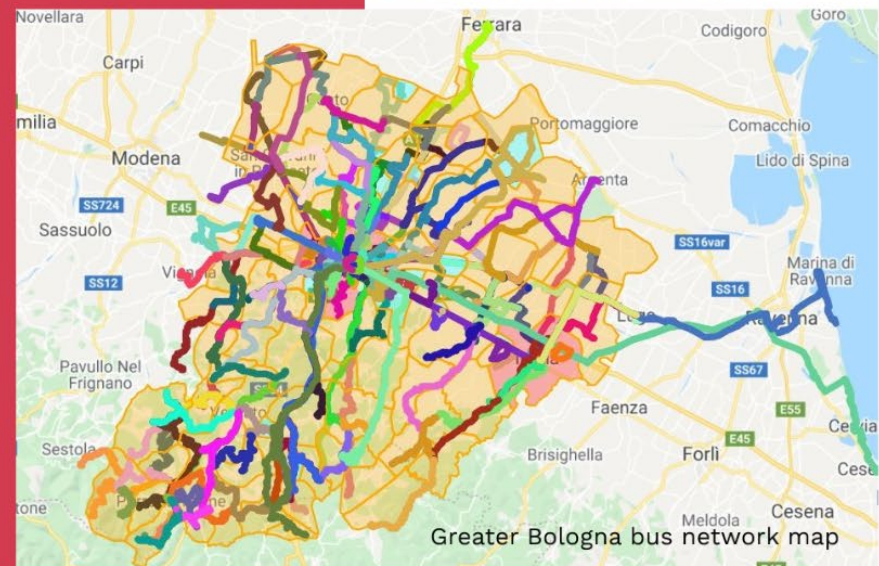 Novellara
Ferrara
Codigoro
Goro
Carpi
milia
Portomaggiore
Comacchio
Modena
Lido di Spina
SS724
E45
Sassuolo
SS16var
SS12
SS16
Marina di
Ravenna
Ravenna
Pavullo Nel
Frignano
SS67
Faenza
E55
Cervia
Sestola
Brisighella
Forlì
E45
Cese
tone
Cesena
Meldola
Greater Bologna bus network map